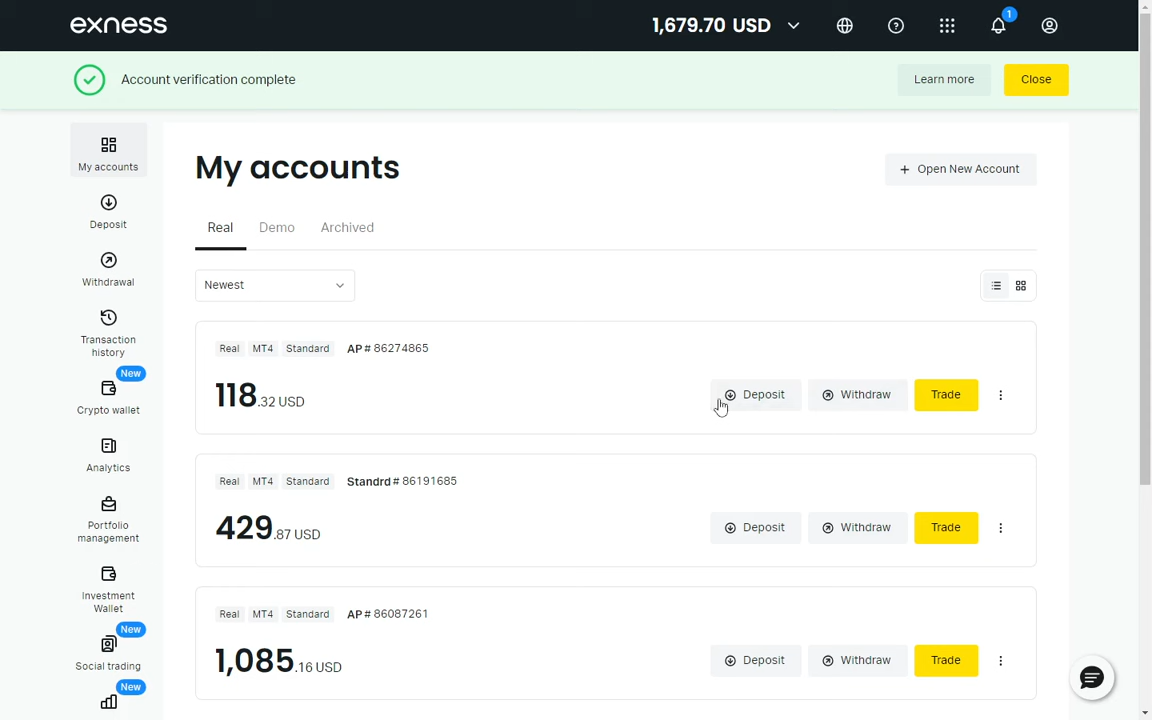 exness
1,679.70 USD
1
Account verification complete
Learn more
Close
My accounts
Deposit
Withdrawal
Transaction
history
New
Crypto wallet
Analytics
Portfolio
management
Investment
Wallet
New
Social trading
New
My accounts
+ Open New Account
Real Demo Archived
Newest
Real MT4 Standard AP # 86274865
118.32 USD
Deposit Withdraw Trade
Real MT4 Standard Standrd # 86191685
429.87 USD
Deposit Withdraw Trade
Real MT4 Standard AP # 86087261
1,085.16 USD
Deposit Withdraw Trade